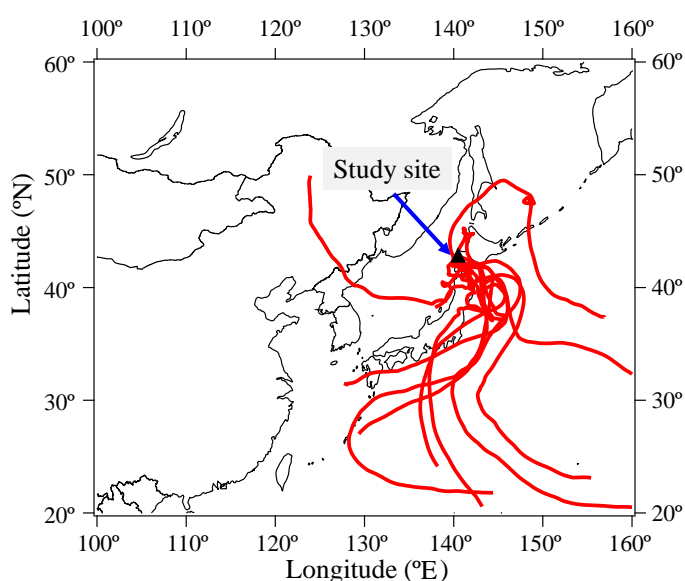 100º 110º 120º 130º 140º 150º 160º
60º 60º
50º 50º
Study site
Latitude (ºN)
40º 40º
30º 30º
20º 20º
100º 110º 120º 130º 140º 150º 160º
Longitude (ºE)